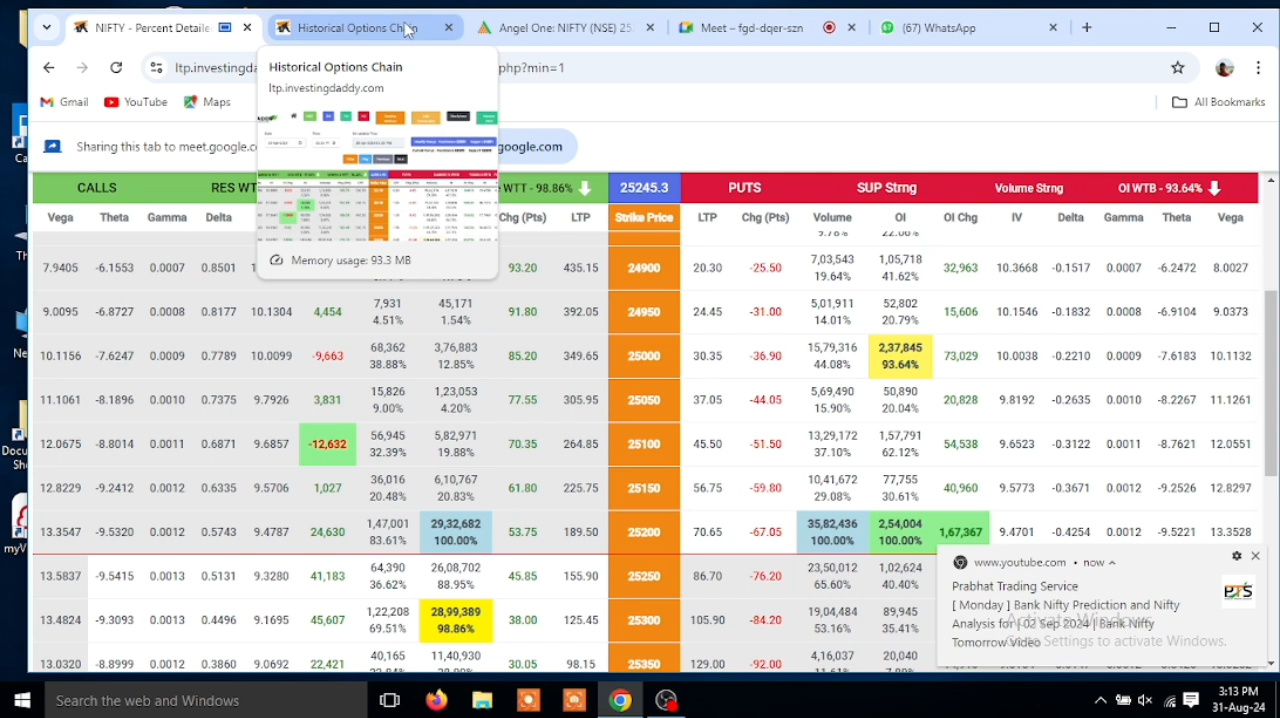 NIFTY - Percent Detaile
Historical Options Chain
Angel One: NIFTY (NSE) 25
Meet – fgd-dqer-szn
(67) WhatsApp
ltp.investingda
php?min=1
Historical Options Chain
ltp.investingdaddy.com
Gmail YouTube Maps All Bookmarks
Sharing this tab to
google.com
Memory usage: 93.3 MB
CALLS 25245.3 PUTS SUP Stmg Volume Strng OI WTB - 93.64%
Vega Theta Delta Chg (Pts) LTP Strike Price LTP Chg (Pts) Volume OI OI Chg IV Delta Gamma Theta Vega
7.9405 -6.1553 0.0007 0.8501 93.20 435.15 24900 20.30 -25.50 7,03,543 1,05,718 32,963 10.3668 -0.1517 0.0007 -6.2472 8.0027
19.64% 41.62%
7,931 45,171 5,01,911 52,802
9.0095 -6.8727 0.0008 0.8177 10.1304 4,454 91.80 392.05 24950 24.45 -31.00 15,606 10.1546 -0.1832 0.0008 -6.9104 9.0373
4.51% 1.54% 14.01% 20.79%
68,362 3,76,883 15,79,316 2,37,845
10.1156 -7.6247 0.0009 0.7789 10.0099 -9,663 85.20 349.65 25000 30.35 -36.90 73,029 10.0038 -0.2210 0.0009 -7.6183 10.1132
38.88% 12.85% 44.08% 93.64%
15,826 1,23,053 5,69,490 50,890
11.1061 -8.1896 0.0010 0.7375 9.7926 3,831 77.55 305.95 25050 37.05 -44.05 20,828 9.8192 -0.2635 0.0010 -8.2267 11.1261
9.00% 4.20% 15.90% 20.04%
56,945 5,82,971 13,29,172 1,57,791
12.0675 -8.8014 0.0011 0.6871 9.6857 -12,632 70.35 264.85 25100 45.50 -51.50 54,538 9.6523 -0.3122 0.0011 -8.7621 12.0551
32.39% 19.88% 37.10% 62.12%
36,016 6,10,767 10,41,672 77,755
12.8229 -9.2412 0.0012 0.6335 9.5706 1,027 61.80 225.75 25150 56.75 -59.80 40,960 9.5773 -0.3671 0.0012 -9.2526 12.8297
20.48% 20.83% 29.08% 30.61%
1,47,001 29,32,682 35,82,436 2,54,004
13.3547 -9.5320 0.0012 0.5743 9.4787 24,630 53.75 189.50 25200 70.65 -67.05 1,67,367 9.4701 -0.4254 0.0012 -9.5221 13.3528
83.61% 100.00% 100.00% 100.00%
64,390 26,08,702 23,50,012 1,02,624
13.5837 -9.5415 0.0013 0.5131 9.3280 41,183 45.85 155.90 25250 86.70 -76.20
36.62% 88.95% 65.60% 40.40%
1,22,208 28,99,389 19,04,484 89,945
13.4824 -9.3093 0.0013 0.4496 9.1695 45,607 38.00 125.45 25300 105.90 -84.20
69.51% 98.86% 53.16% 35.41%
40,165 11,40,930 4,16,037 20,040
13.0320 -8.8999 0.0012 0.3860 9.0692 22,421 30.05 98.15 25350 129.00 -92.00
www.youtube.com • now
Prabhat Trading Service
[ Monday ] Bank Nifty Prediction and Nifty
Analysis for | 02 Sep 2024 | Bank Nifty
Tomorrow Video
PTS
Go to Settings to activate Windows.
Search the web and Windows
3:13 PM
31-Aug-24